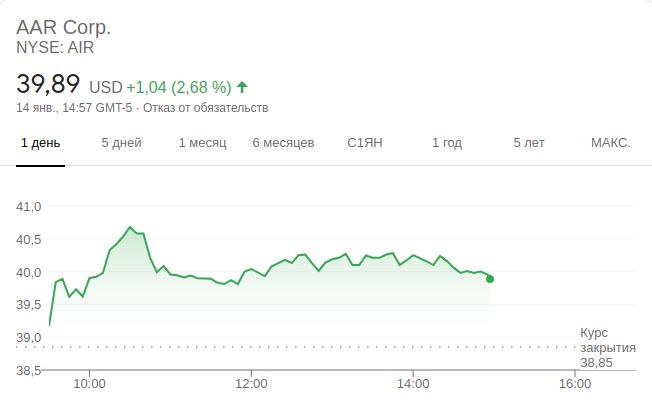 AAR Corp.
NYSE: AIR
39,89 USD +1,04 (2,68 %)
14 янв., 14:57 GMT-5 · Отказ от обязательств
1 день 5 дней 1 месяц 6 месяцев С1ЯН 1 год 5 лет МАКС.
41,0
40,5
40,0
39,5
39,0
38,5
Курс
закрытия
38,85
10:00 12:00 14:00 16:00